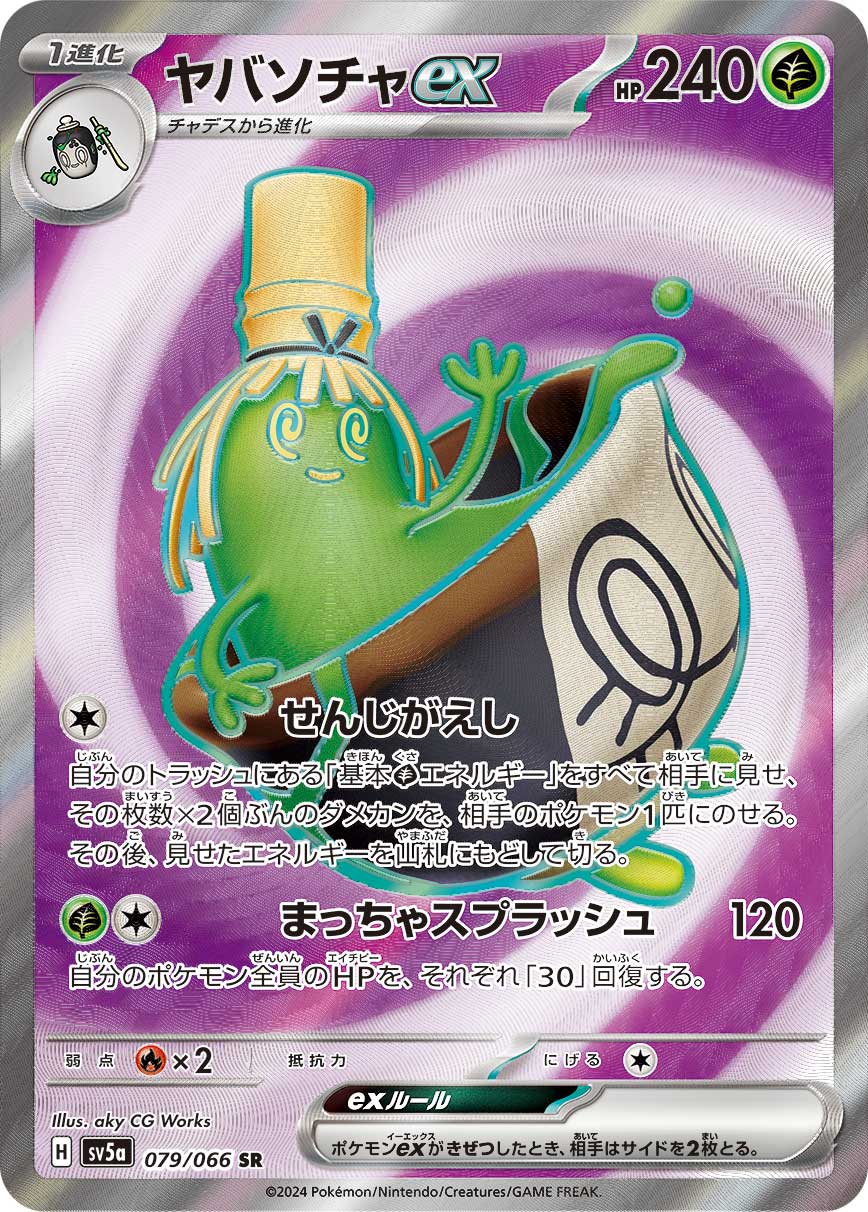 1進化
ヤバソチャex
HP240
チャデスから進化
せんじがえし
自分のトラッシュにある「基本エネルギー」をすべて相手に見せ、
その枚数×2個ぶんのダメカンを、相手のポケモン1匹にのせる。
その後、見せたエネルギーを山札にもどして切る。
まっちゃスプラッシュ 120
自分のポケモン全員のHPを、それぞれ「30」回復する。
弱点 ×2 抵抗力 にげる
Illus. aky CG Works
exルール
ポケモンexがきぜつしたとき、相手はサイドを2枚とる。
H sv5a 079/066 SR
©2024 Pokémon/Nintendo/Creatures/GAME FREAK.